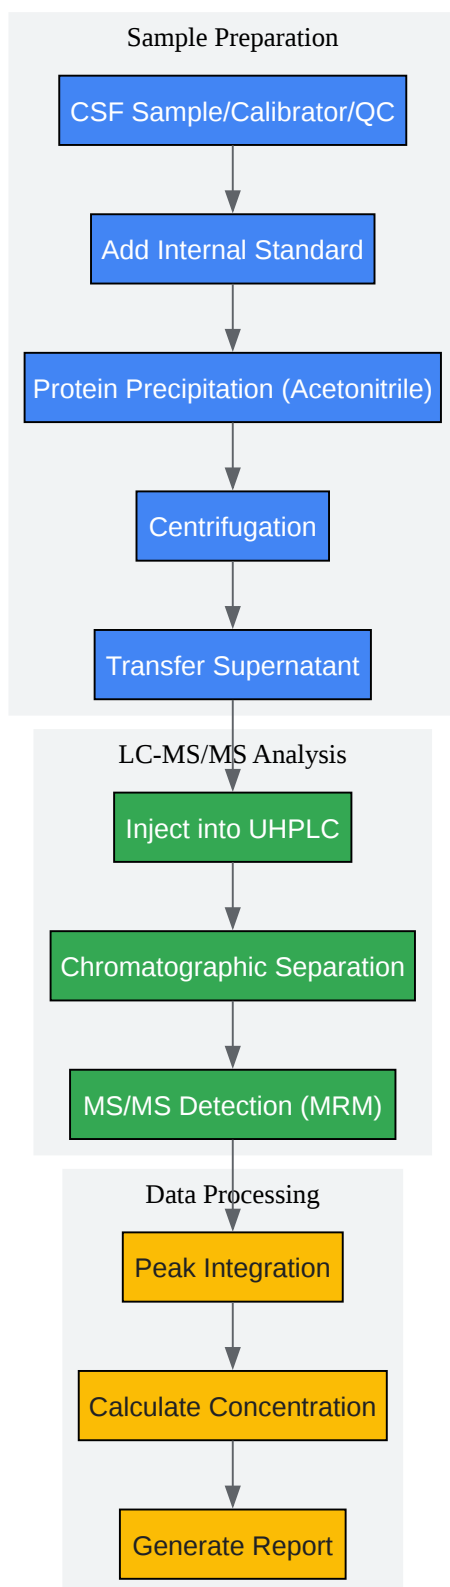 Sample Preparation
CSF Sample/Calibrator/QC
Add Internal Standard
Protein Precipitation (Acetonitrile)
Centrifugation
Transfer Supernatant
LC-MS/MS Analysis
Inject into UHPLC
Chromatographic Separation
MS/MS Detection (MRM)
Data Processing
Peak Integration
Calculate Concentration
Generate Report